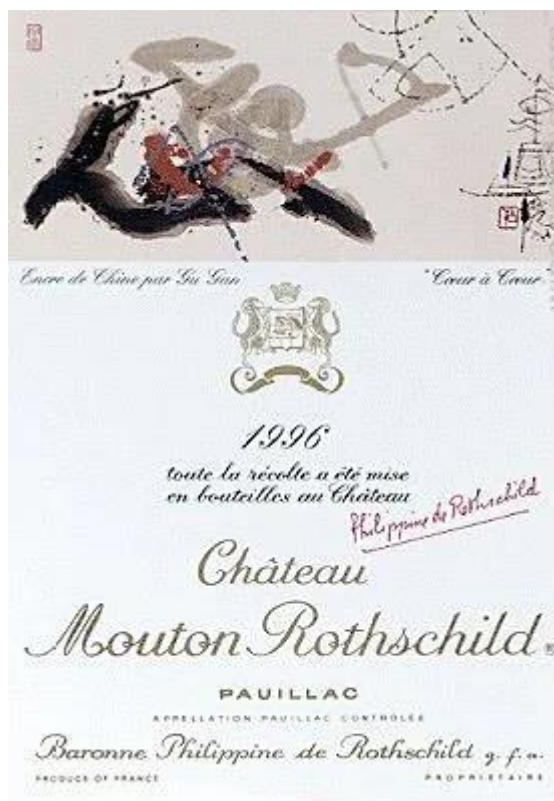 Encre de Chine par Gu Gan
"Cœur à Cœur
1996
toute la récolte a été mise
en bouteilles au Château
Philippine de Rothschild
Château
Mouton Rothschild ®
PAUILLAC
APPELLATION PAUILLAC CONTROLÉE
Baronne Philippine de Rothschild g.f.a.
PRODUCE OF FRANCE
PROPRIÉTAIRE